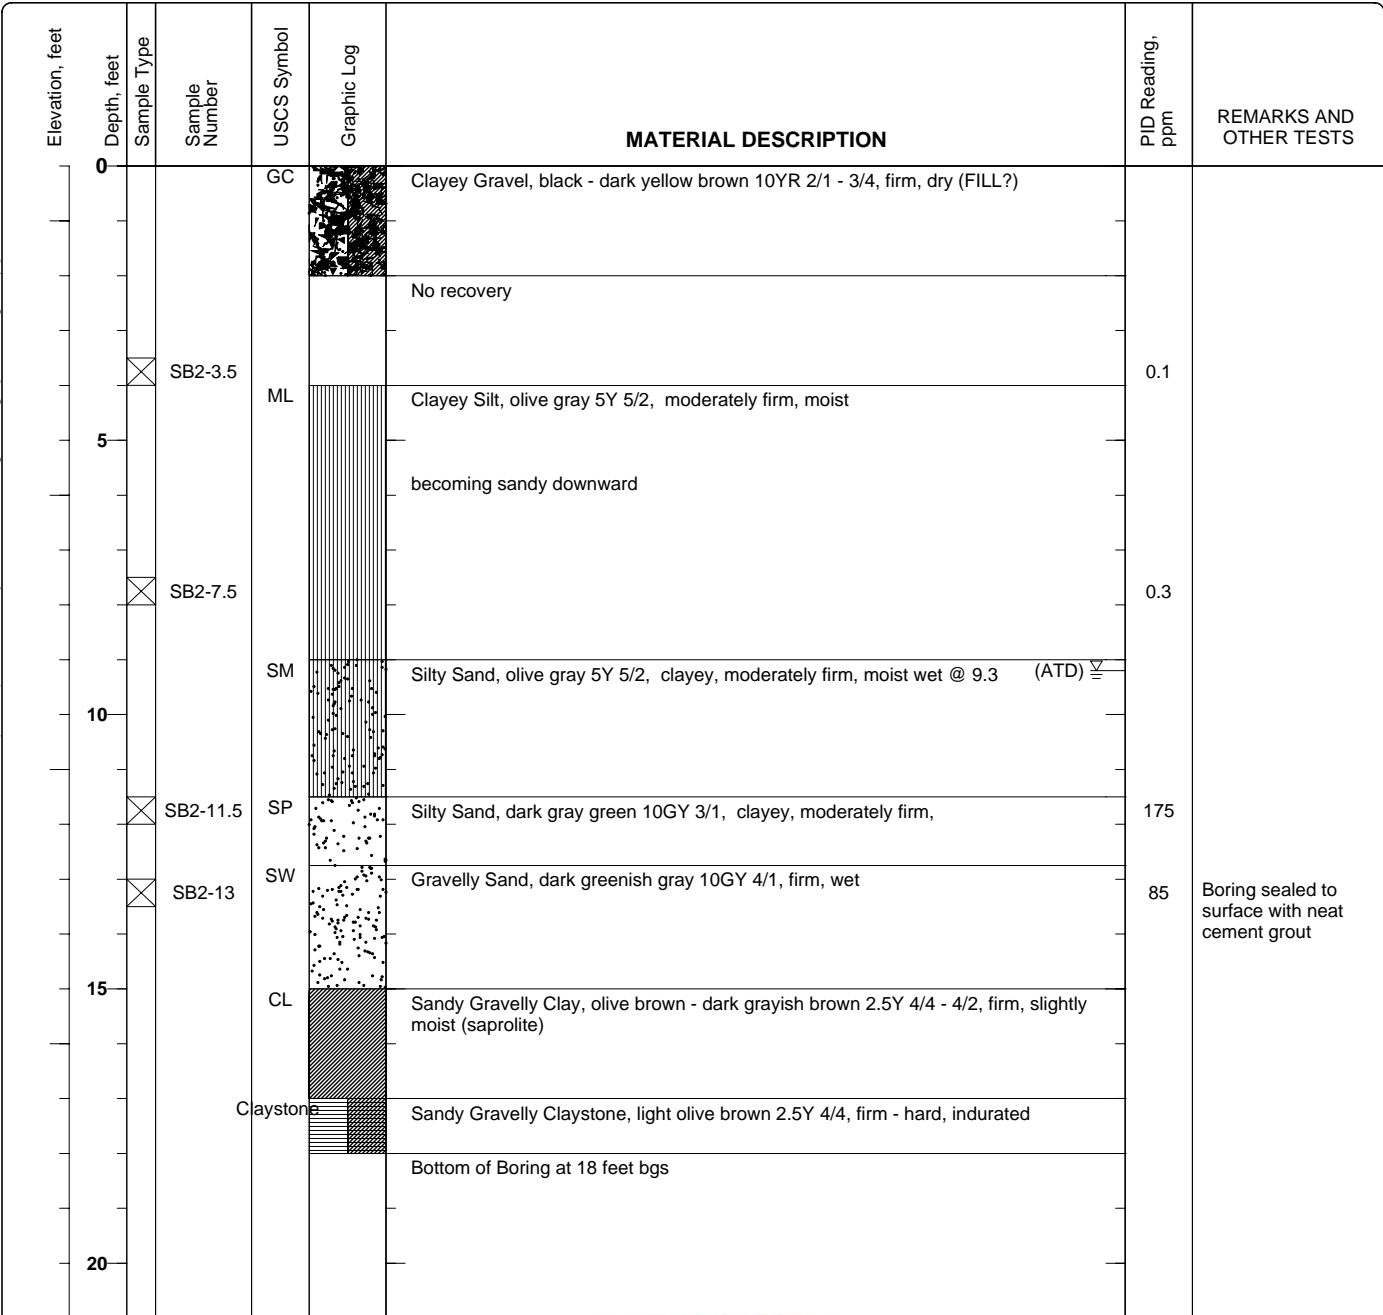 Elevation, feet
Depth, feet
Sample Type
Sample
Number
USCS Symbol
Graphic Log
MATERIAL DESCRIPTION
PID Reading,
ppm
REMARKS AND
OTHER TESTS
0
GC
Clayey Gravel, black - dark yellow brown 10YR 2/1 - 3/4, firm, dry (FILL?)
No recovery
SB2-3.5
0.1
ML
Clayey Silt, olive gray 5Y 5/2, moderately firm, moist
5
becoming sandy downward
SB2-7.5
0.3
SM
Silty Sand, olive gray 5Y 5/2, clayey, moderately firm, moist wet @ 9.3
(ATD)
10
SB2-11.5
SP
Silty Sand, dark gray green 10GY 3/1, clayey, moderately firm,
175
SW
Gravelly Sand, dark greenish gray 10GY 4/1, firm, wet
SB2-13
85
Boring sealed to
surface with neat
cement grout
15
CL
Sandy Gravelly Clay, olive brown - dark grayish brown 2.5Y 4/4 - 4/2, firm, slightly
moist (saprolite)
Claystone
Sandy Gravelly Claystone, light olive brown 2.5Y 4/4, firm - hard, indurated
Bottom of Boring at 18 feet bgs
20